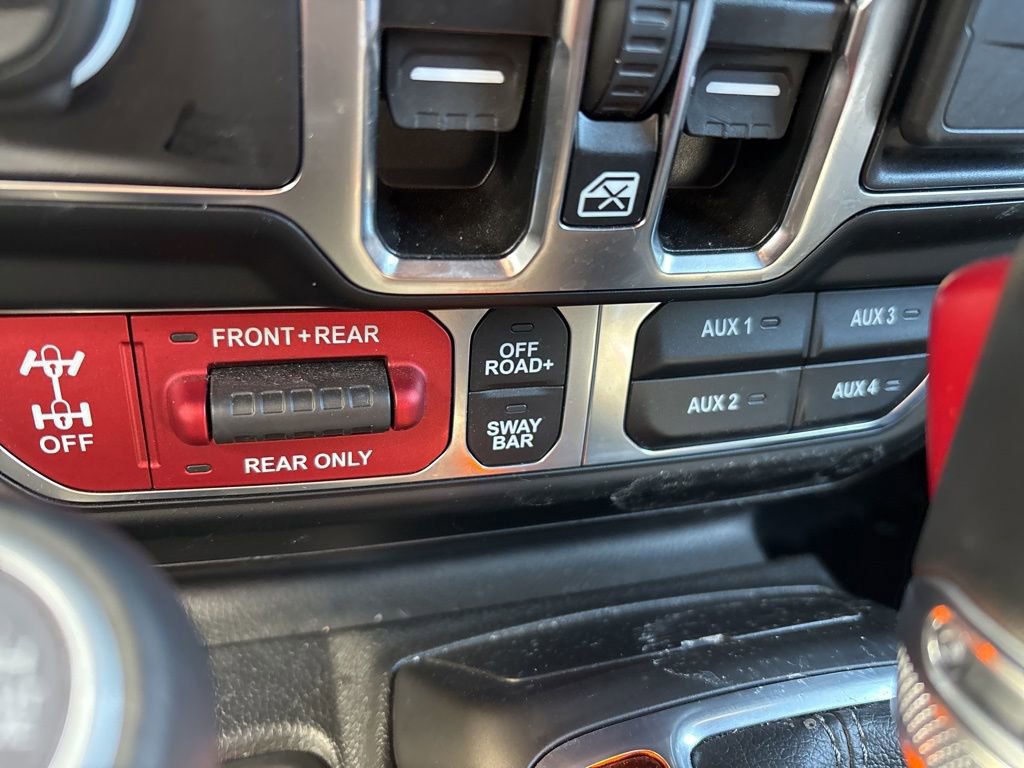 FRONT+REAR
OFF
REAR ONLY
OFF
ROAD+
SWAY
BAR
AUX 1
AUX 2
AUX 3
AUX 4